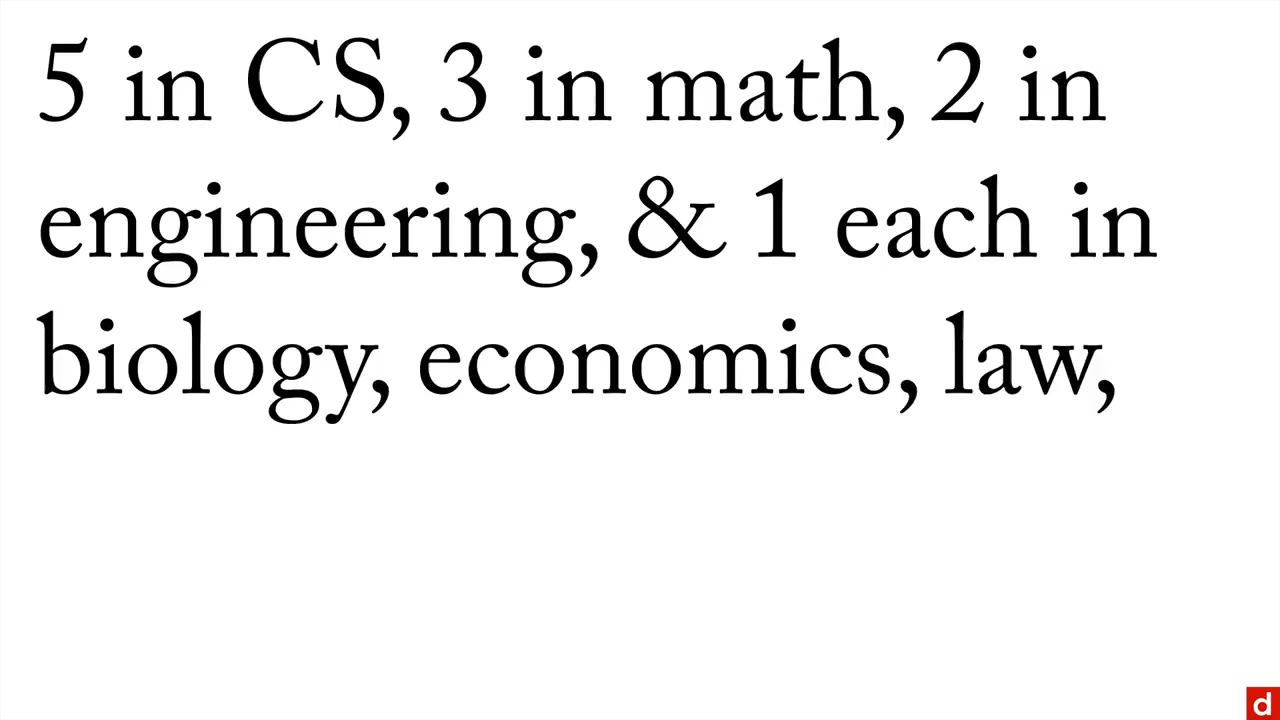 5 in CS, 3 in math, 2 in
engineering, & 1 each in
biology, economics, law,
d